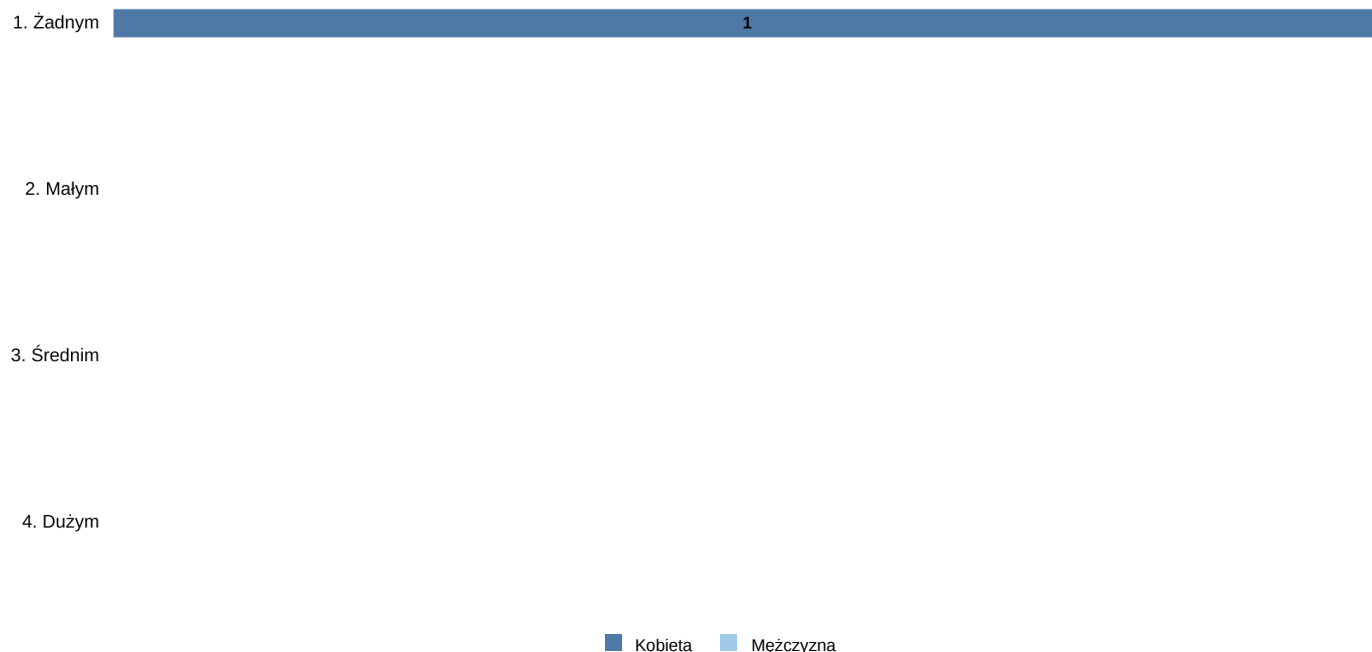 1. Żadnym
1
2. Małym
3. Średnim
4. Dużym
Kobieta
Mężczyzna